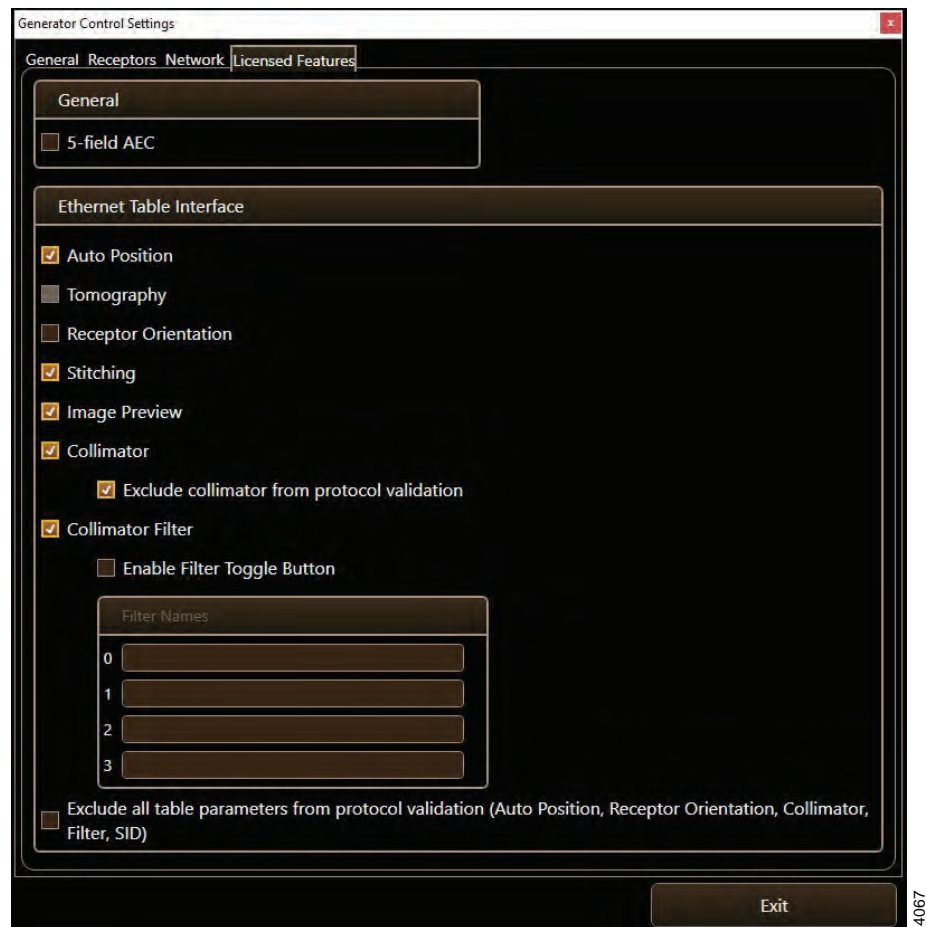 Generator Control Settings
x
General Receptors Network Licensed Features
General
5-field AEC
Ethernet Table Interface
Auto Position
Tomography
Receptor Orientation
Stitching
Image Preview
Collimator
Exclude collimator from protocol validation
Collimator Filter
Enable Filter Toggle Button
Filter Names
0
1
2
3
Exclude all table parameters from protocol validation (Auto Position, Receptor Orientation, Collimator,
Filter, SID)
Exit
4067